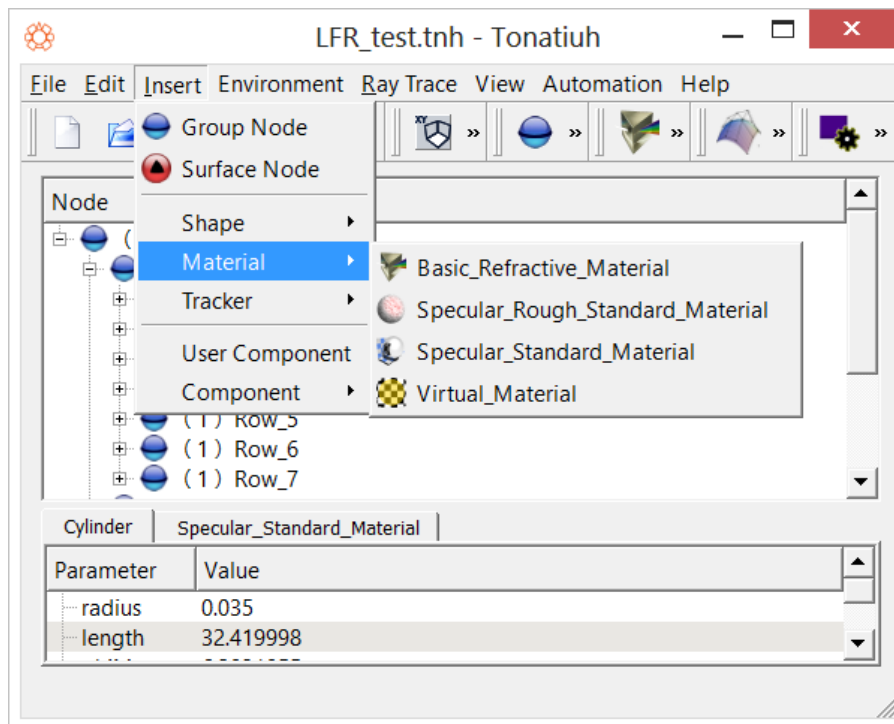 LFR_test.tnh - Tonatiuh
File Edit Insert Environment Ray Trace View Automation Help
Group Node
Surface Node
Shape
Material
Tracker
User Component
Component
Basic_Refractive_Material
Specular_Rough_Standard_Material
Specular_Standard_Material
Virtual_Material
XY » » » » »
Node
(
(1) Row_5
(1) Row_6
(1) Row_7
Cylinder Specular_Standard_Material
Parameter Value
radius 0.035
length 32.419998